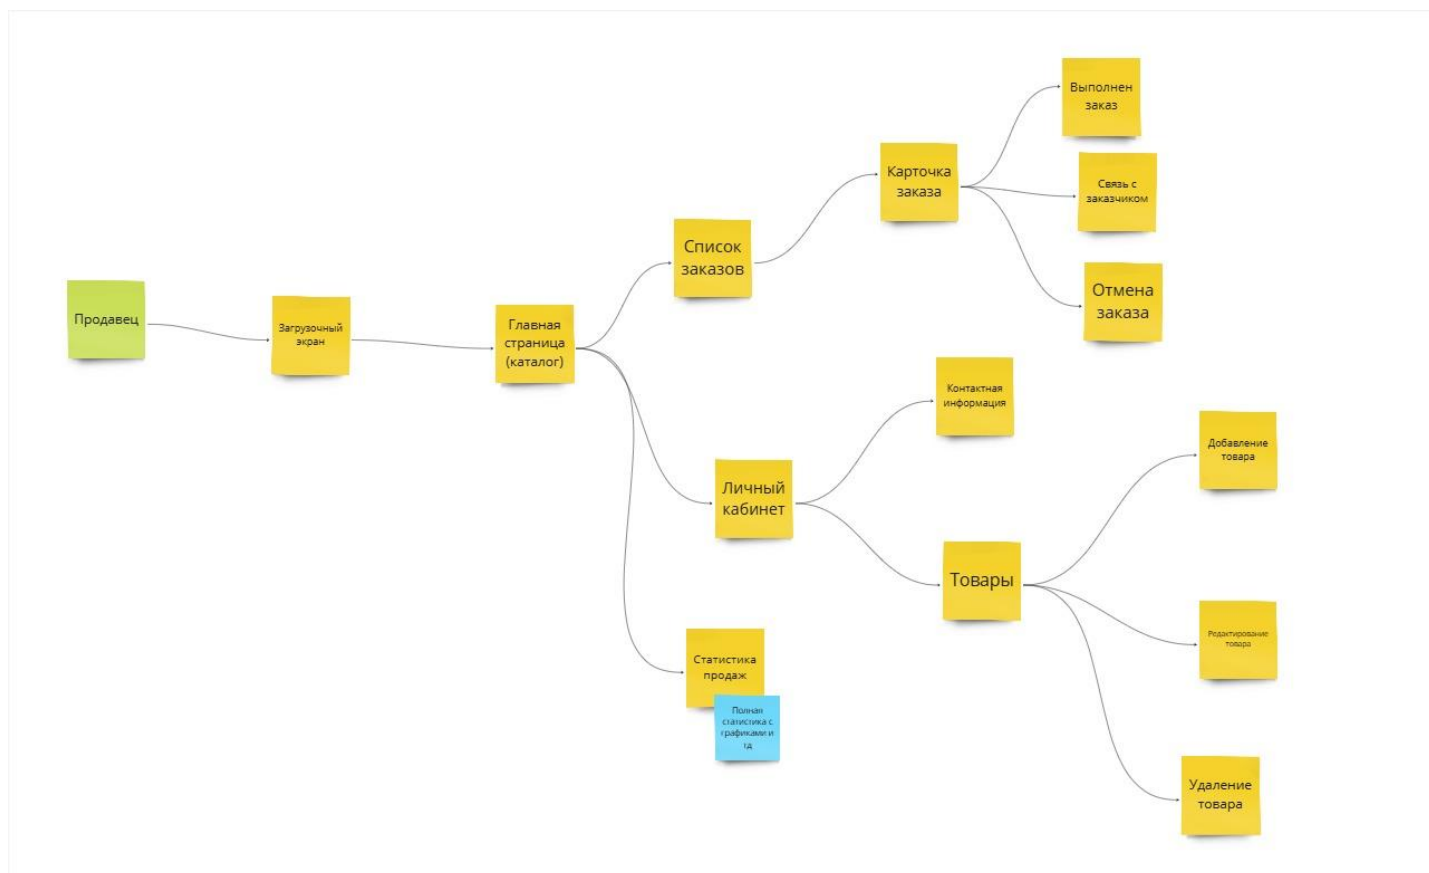 Продавец
Загрузочный
экран
Главная
страница
(каталог)
Список
заказов
Карточка
заказа
Выполнен
заказ
Связь с
заказчиком
Отмена
заказа
Личный
кабинет
Контактная
информация
Товары
Добавление
товара
Редактирование
товара
Удаление
товара
Статистика
продаж
Полная
статистика с
графиками и
тд